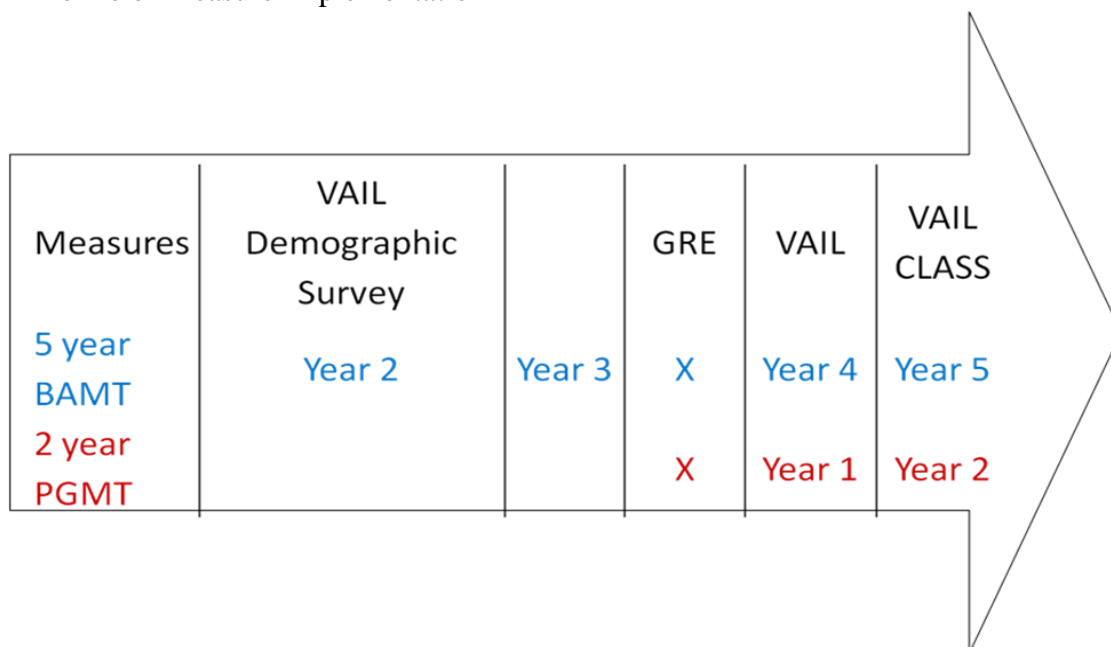 Measures
VAIL
Demographic
Survey
GRE
VAIL
VAIL
CLASS
5 year
BAMT
Year 2
Year 3
X
Year 4
Year 5
2 year
PGMT
X
Year 1
Year 2